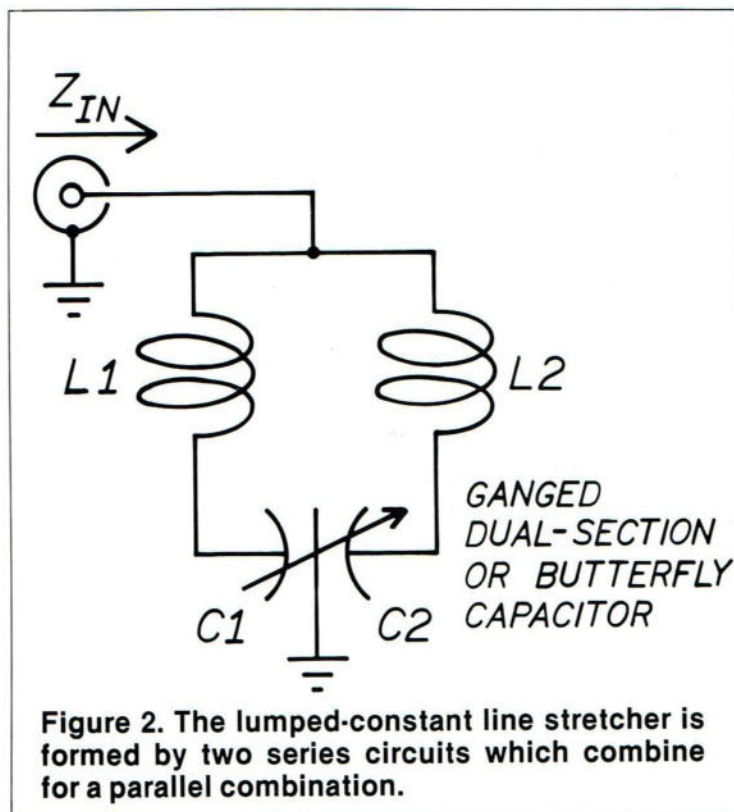 Z_IN
L1
L2
GANGED
DUAL-SECTION
OR BUTTERFLY
CAPACITOR
C1
C2
Figure 2. The lumped-constant line stretcher is
formed by two series circuits which combine
for a parallel combination.